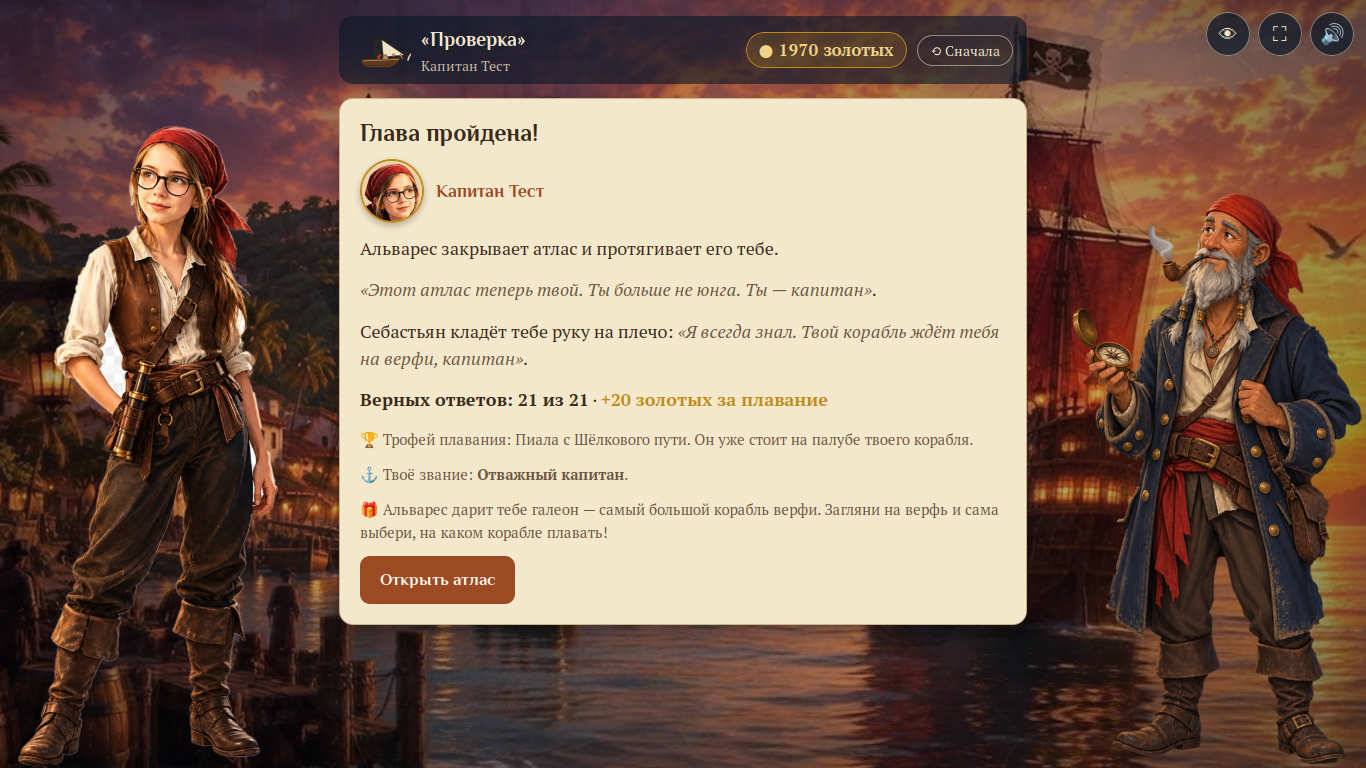 «Проверка»
Капитан Тест
1970 золотых
⟲ Сначала
Глава пройдена!
Капитан Тест
Альварес закрывает атлас и протягивает его тебе.
«Этот атлас теперь твой. Ты больше не юнга. Ты — капитан».
Себастьян кладёт тебе руку на плечо: «Я всегда знал. Твой корабль ждёт тебя
на верфи, капитан».
Верных ответов: 21 из 21 · +20 золотых за плавание
🏆 Трофей плавания: Пиала с Шёлкового пути. Он уже стоит на палубе твоего корабля.
⚓ Твоё звание: Отважный капитан.
🎁 Альварес дарит тебе галеон — самый большой корабль верфи. Загляни на верфь и сама
выбери, на каком корабле плавать!
Открыть атлас